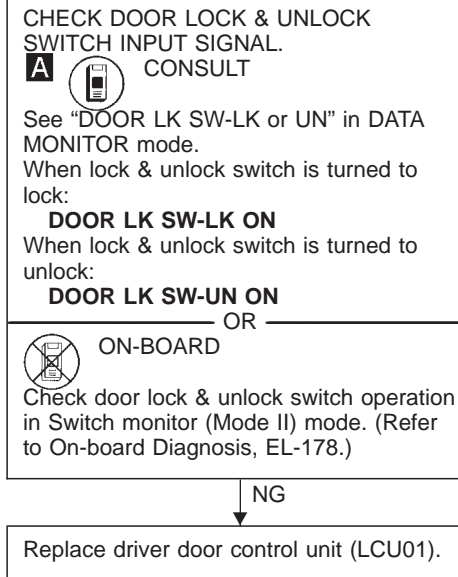 CHECK DOOR LOCK & UNLOCK
SWITCH INPUT SIGNAL.
A CONSULT
See “DOOR LK SW-LK or UN” in DATA
MONITOR mode.
When lock & unlock switch is turned to
lock:
DOOR LK SW-LK ON
When lock & unlock switch is turned to
unlock:
DOOR LK SW-UN ON
OR
ON-BOARD
Check door lock & unlock switch operation
in Switch monitor (Mode II) mode. (Refer
to On-board Diagnosis, EL-178.)
NG
Replace driver door control unit (LCU01).